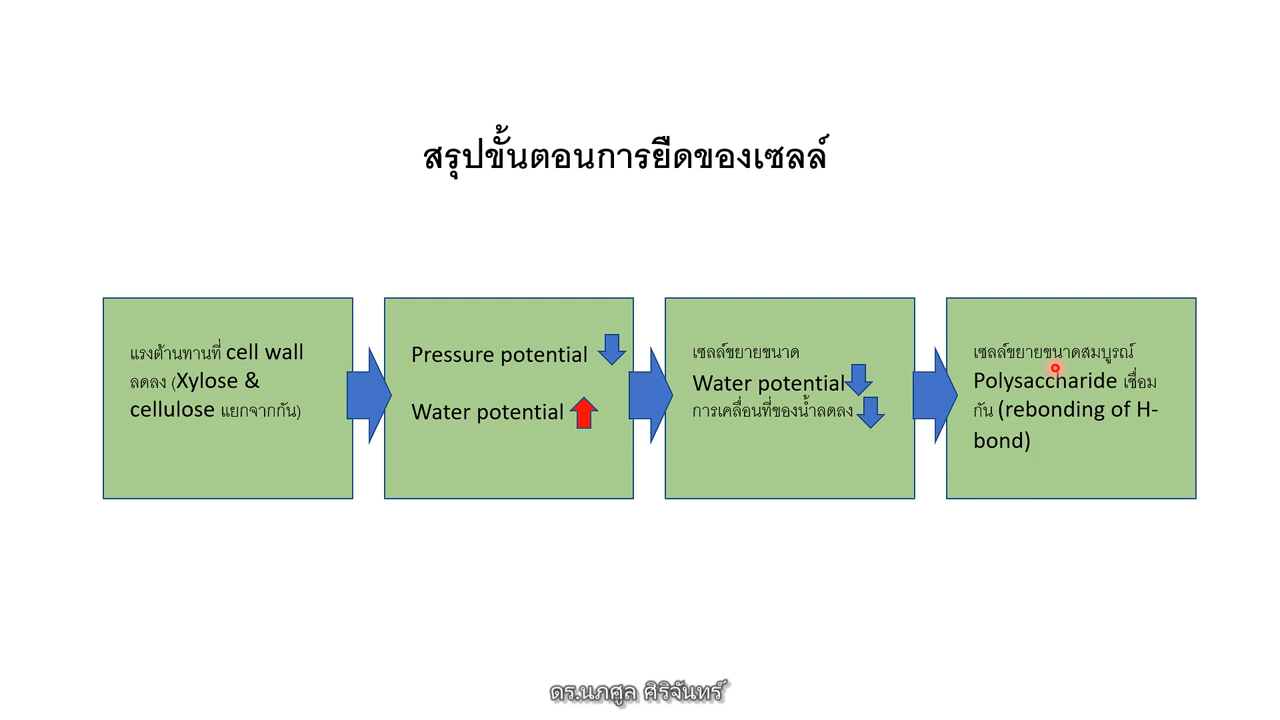 สรุปขั้นตอนการยืดของเซลล์
แรงต้านทานที่ cell wall
ลดลง (Xylose &
cellulose แยกจากกัน)
Pressure potential
Water potential
เซลล์ขยายขนาด
Water potential
การเคลื่อนที่ของน้ำลดลง
เซลล์ขยายขนาดสมบูรณ์
Polysaccharide เชื่อม
กัน (rebonding of H-
bond)
ดร.นภศูล ศิริจันทร์